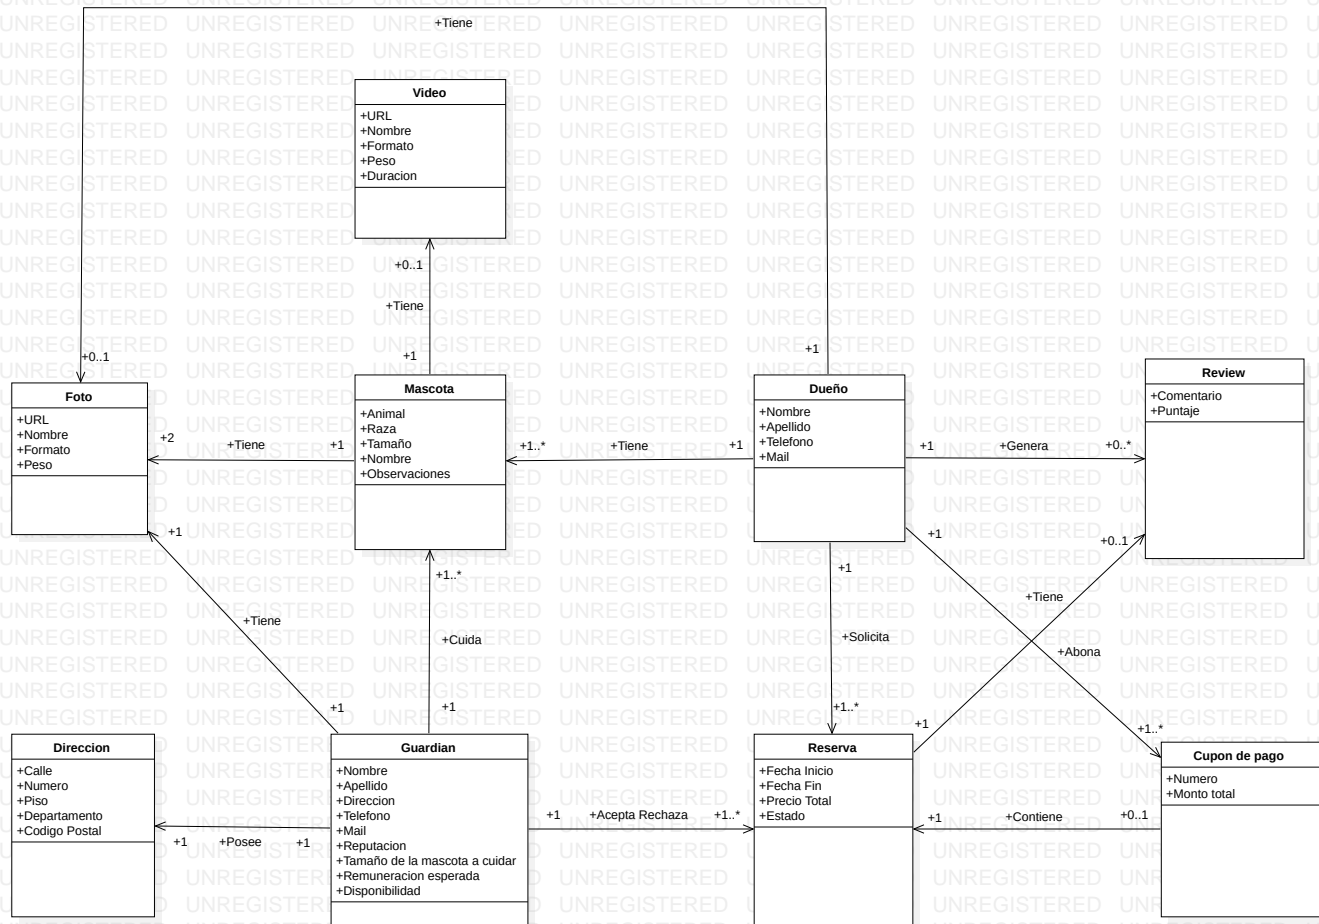 +Tiene
Video
+URL
+Nombre
+Formato
+Peso
+Duracion
+0..1
+Tiene
+1
+0..1
+1
Foto
+URL
+Nombre
+Formato
+Peso
+2
+Tiene
+1
Mascota
+Animal
+Raza
+Tamaño
+Nombre
+Observaciones
+1..*
+Tiene
+1
Dueño
+Nombre
+Apellido
+Telefono
+Mail
+1
+Genera
+0..*
Review
+Comentario
+Puntaje
+1
+Tiene
+1
+1..*
+Cuida
+1
+1
+Solicita
+1..*
+1
+Abona
+1..*
+0..1
+Tiene
+1
Direccion
+Calle
+Numero
+Piso
+Departamento
+Codigo Postal
+1
+Posee
+1
Guardian
+Nombre
+Apellido
+Direccion
+Telefono
+Mail
+Reputacion
+Tamaño de la mascota a cuidar
+Remuneracion esperada
+Disponibilidad
+1
+Acepta Rechaza
+1..*
Reserva
+Fecha Inicio
+Fecha Fin
+Precio Total
+Estado
+1
+Contiene
+0..1
Cupon de pago
+Numero
+Monto total
UNREGISTERED